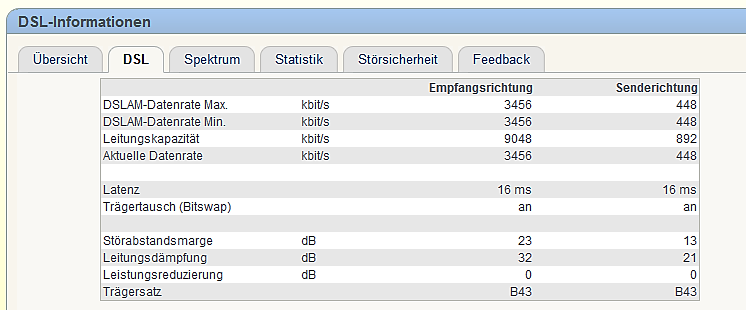 DSL-Informationen
Übersicht DSL Spektrum Statistik Störsicherheit Feedback
Empfangsrichtung Senderichtung
DSLAM-Datenrate Max. kbit/s 3456 448
DSLAM-Datenrate Min. kbit/s 3456 448
Leitungskapazität kbit/s 9048 892
Aktuelle Datenrate kbit/s 3456 448
Latenz 16 ms 16 ms
Trägertausch (Bitswap) an an
Störabstandsmarge dB 23 13
Leitungsdämpfung dB 32 21
Leistungsreduzierung dB 0 0
Trägersatz B43 B43